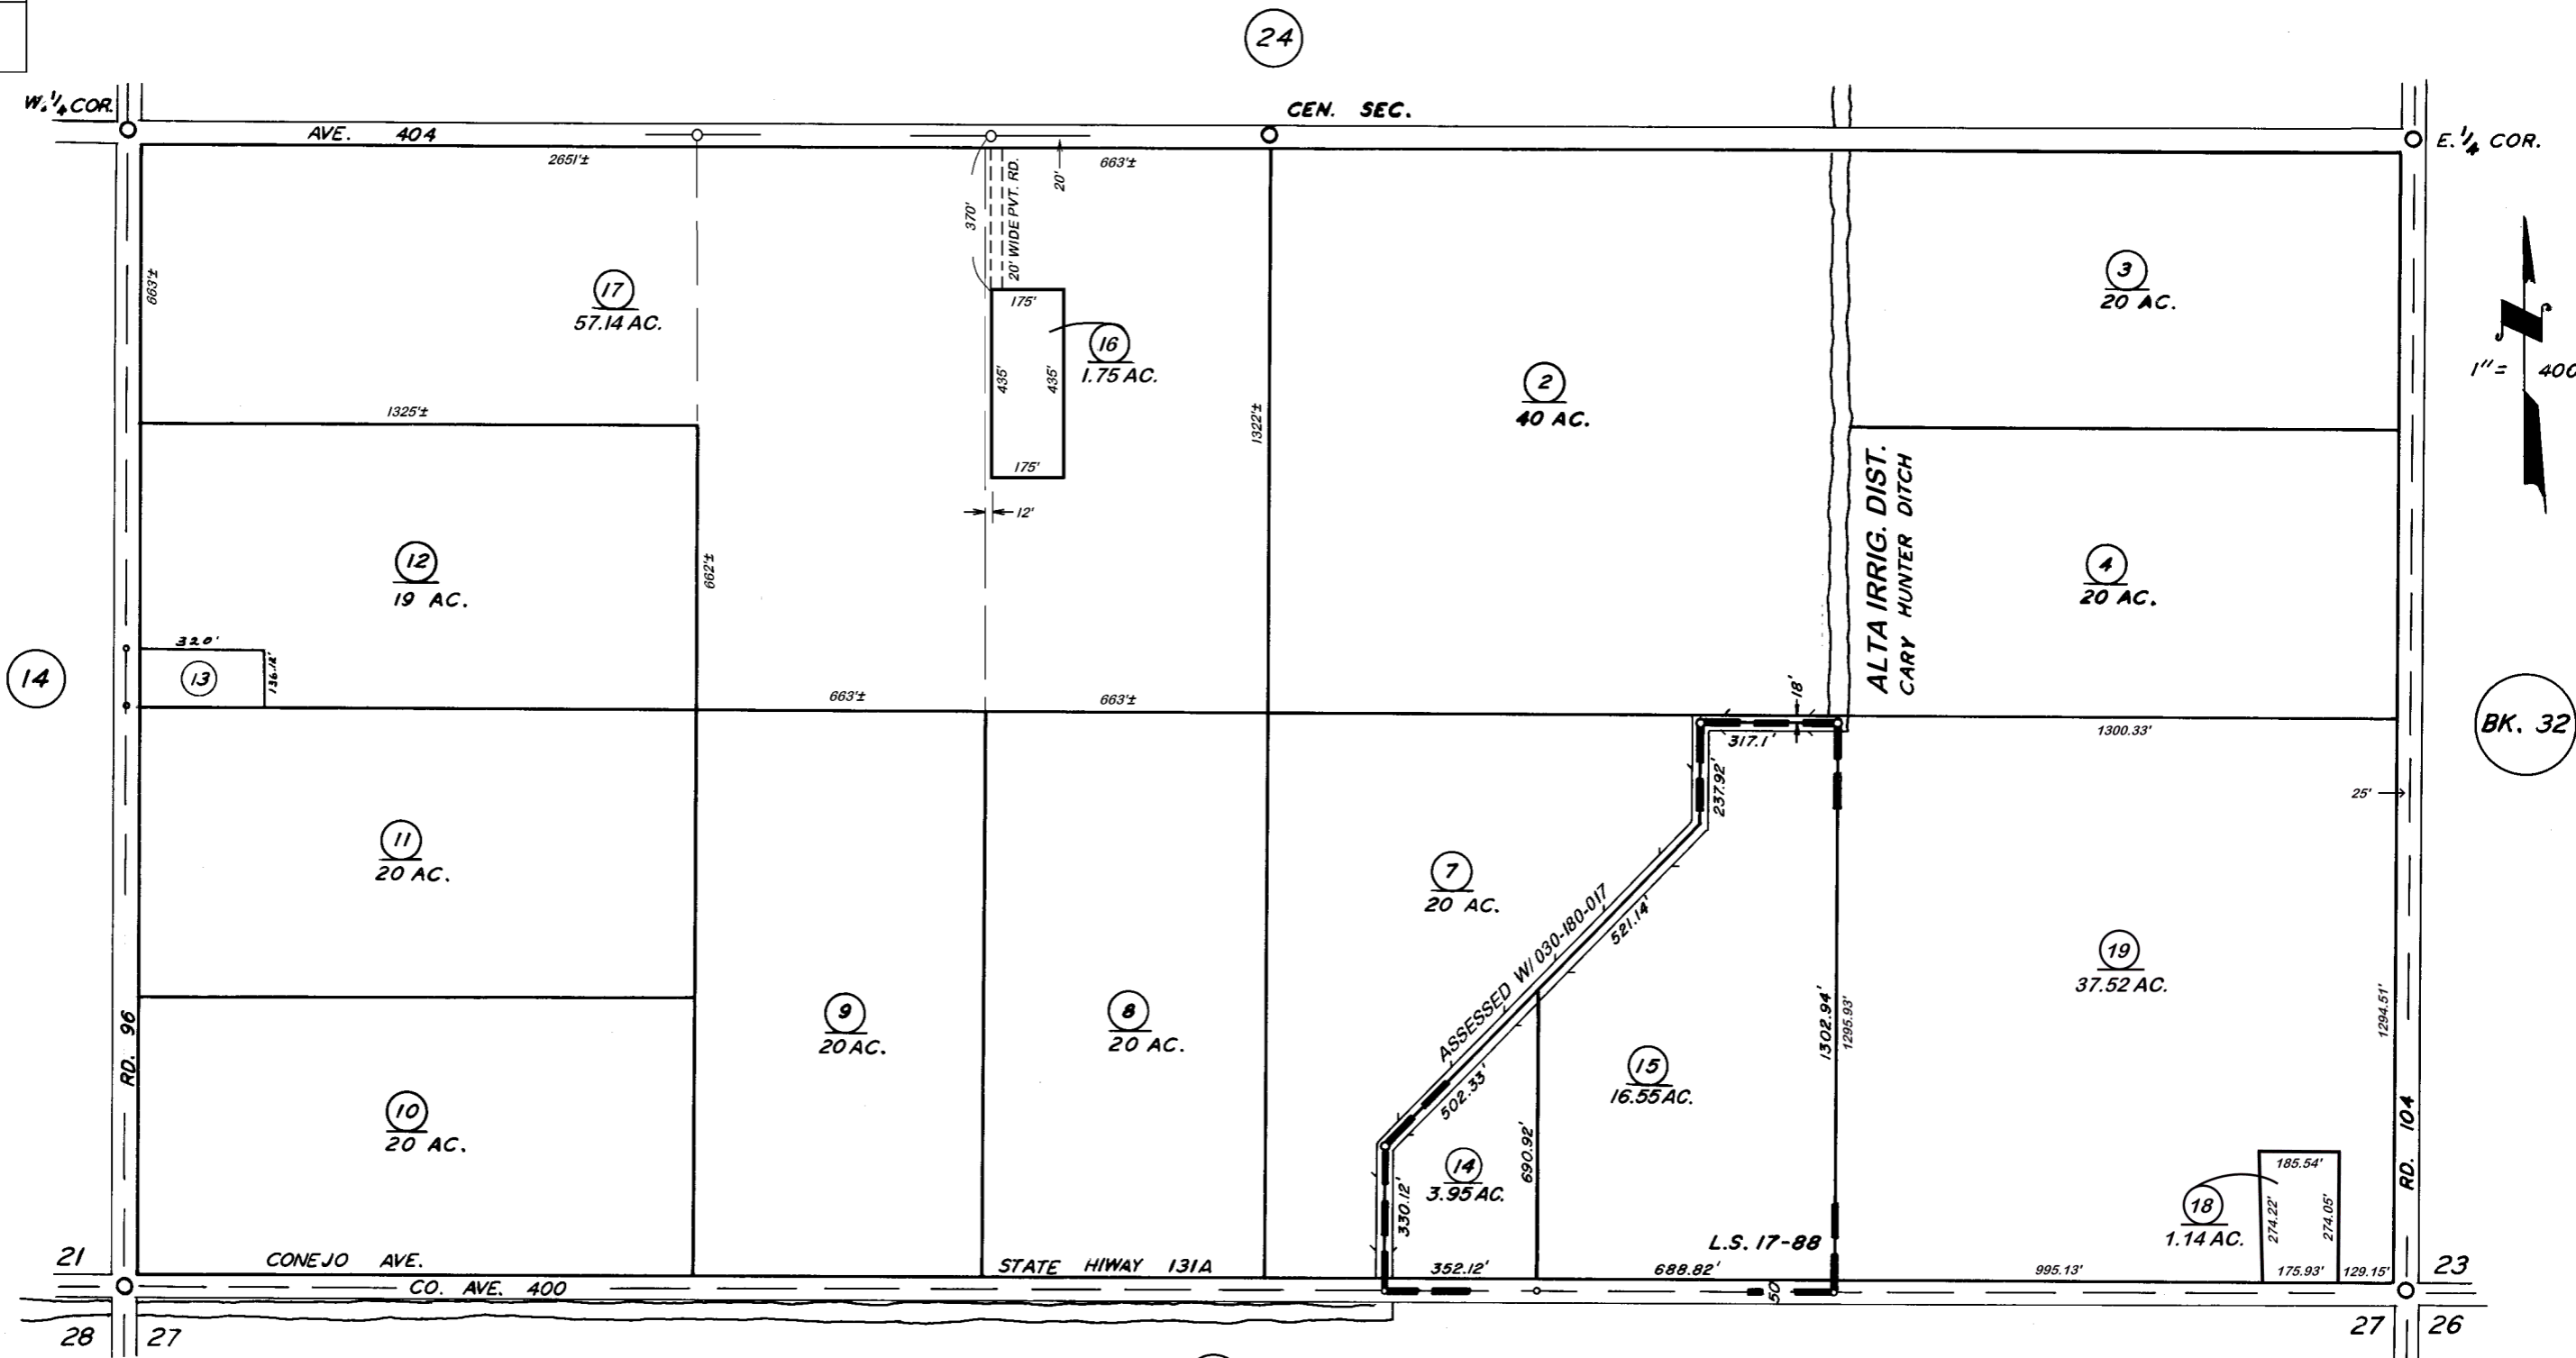 24
W. 1/4 COR.
CEN. SEC.
AVE. 404
E. 1/4 COR.
2651'±
663'±
20'
370'
20' WIDE PVT. RD.
663'±
17
57.14 AC.
175'
16
1.75 AC.
435'
435'
175'
12'
1322'±
2
40 AC.
3
20 AC.
1" = 400
1325'±
12
19 AC.
662'±
ALTA IRRIG. DIST.
CARY HUNTER DITCH
4
20 AC.
14
320'
13
136.12'
663'±
663'±
18'
317.1'
1300.33'
BK. 32
237.92'
25'
11
20 AC.
7
20 AC.
ASSESSED W/ 030-180-017
521.14'
19
37.52 AC.
RD. 96
9
20 AC.
8
20 AC.
1302.94'
1295.93'
1294.51'
10
20 AC.
502.33'
15
16.55 AC.
14
3.95 AC.
690.92'
330.12'
RD. 104
185.54'
18
1.14 AC.
274.22'
274.05'
L.S. 17-88
21
CONEJO AVE.
STATE HIWAY 131A
352.12'
688.82'
995.13'
175.93'
129.15'
23
CO. AVE. 400
50
28
27
27
26